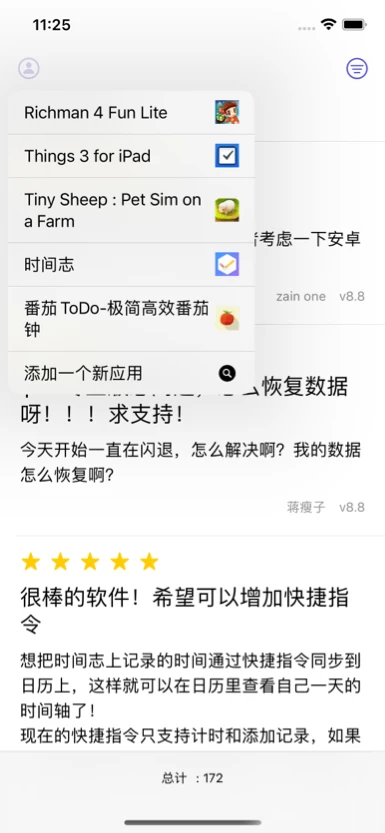 11:25
Richman 4 Fun Lite
Things 3 for iPad
Tiny Sheep : Pet Sim on
a Farm
时间志
番茄 ToDo-极简高效番茄
钟
添加一个新应用
考虑一下安卓
zain one v8.8
恢复数据
呀！！！求支持！
今天开始一直在闪退，怎么解决啊？我的数据
怎么恢复啊？
蒋瘦子 v8.8
很棒的软件！希望可以增加快捷指
令
想把时间志上记录的时间通过快捷指令同步到
日历上，这样就可以在日历里查看自己一天的
时间轴了！
现在的快捷指令只支持计时和添加记录，如果
总计 : 172